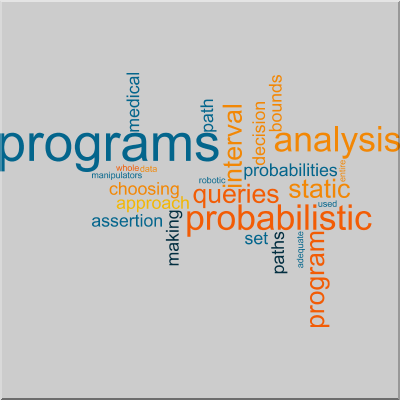 medical
path
bounds
decision
interval
programs
analysis
whole
data
manipulators
robotic
probabilities
entire
choosing
queries
static
approach
used
assertion
making
probabilistic
set
paths
adequate
program